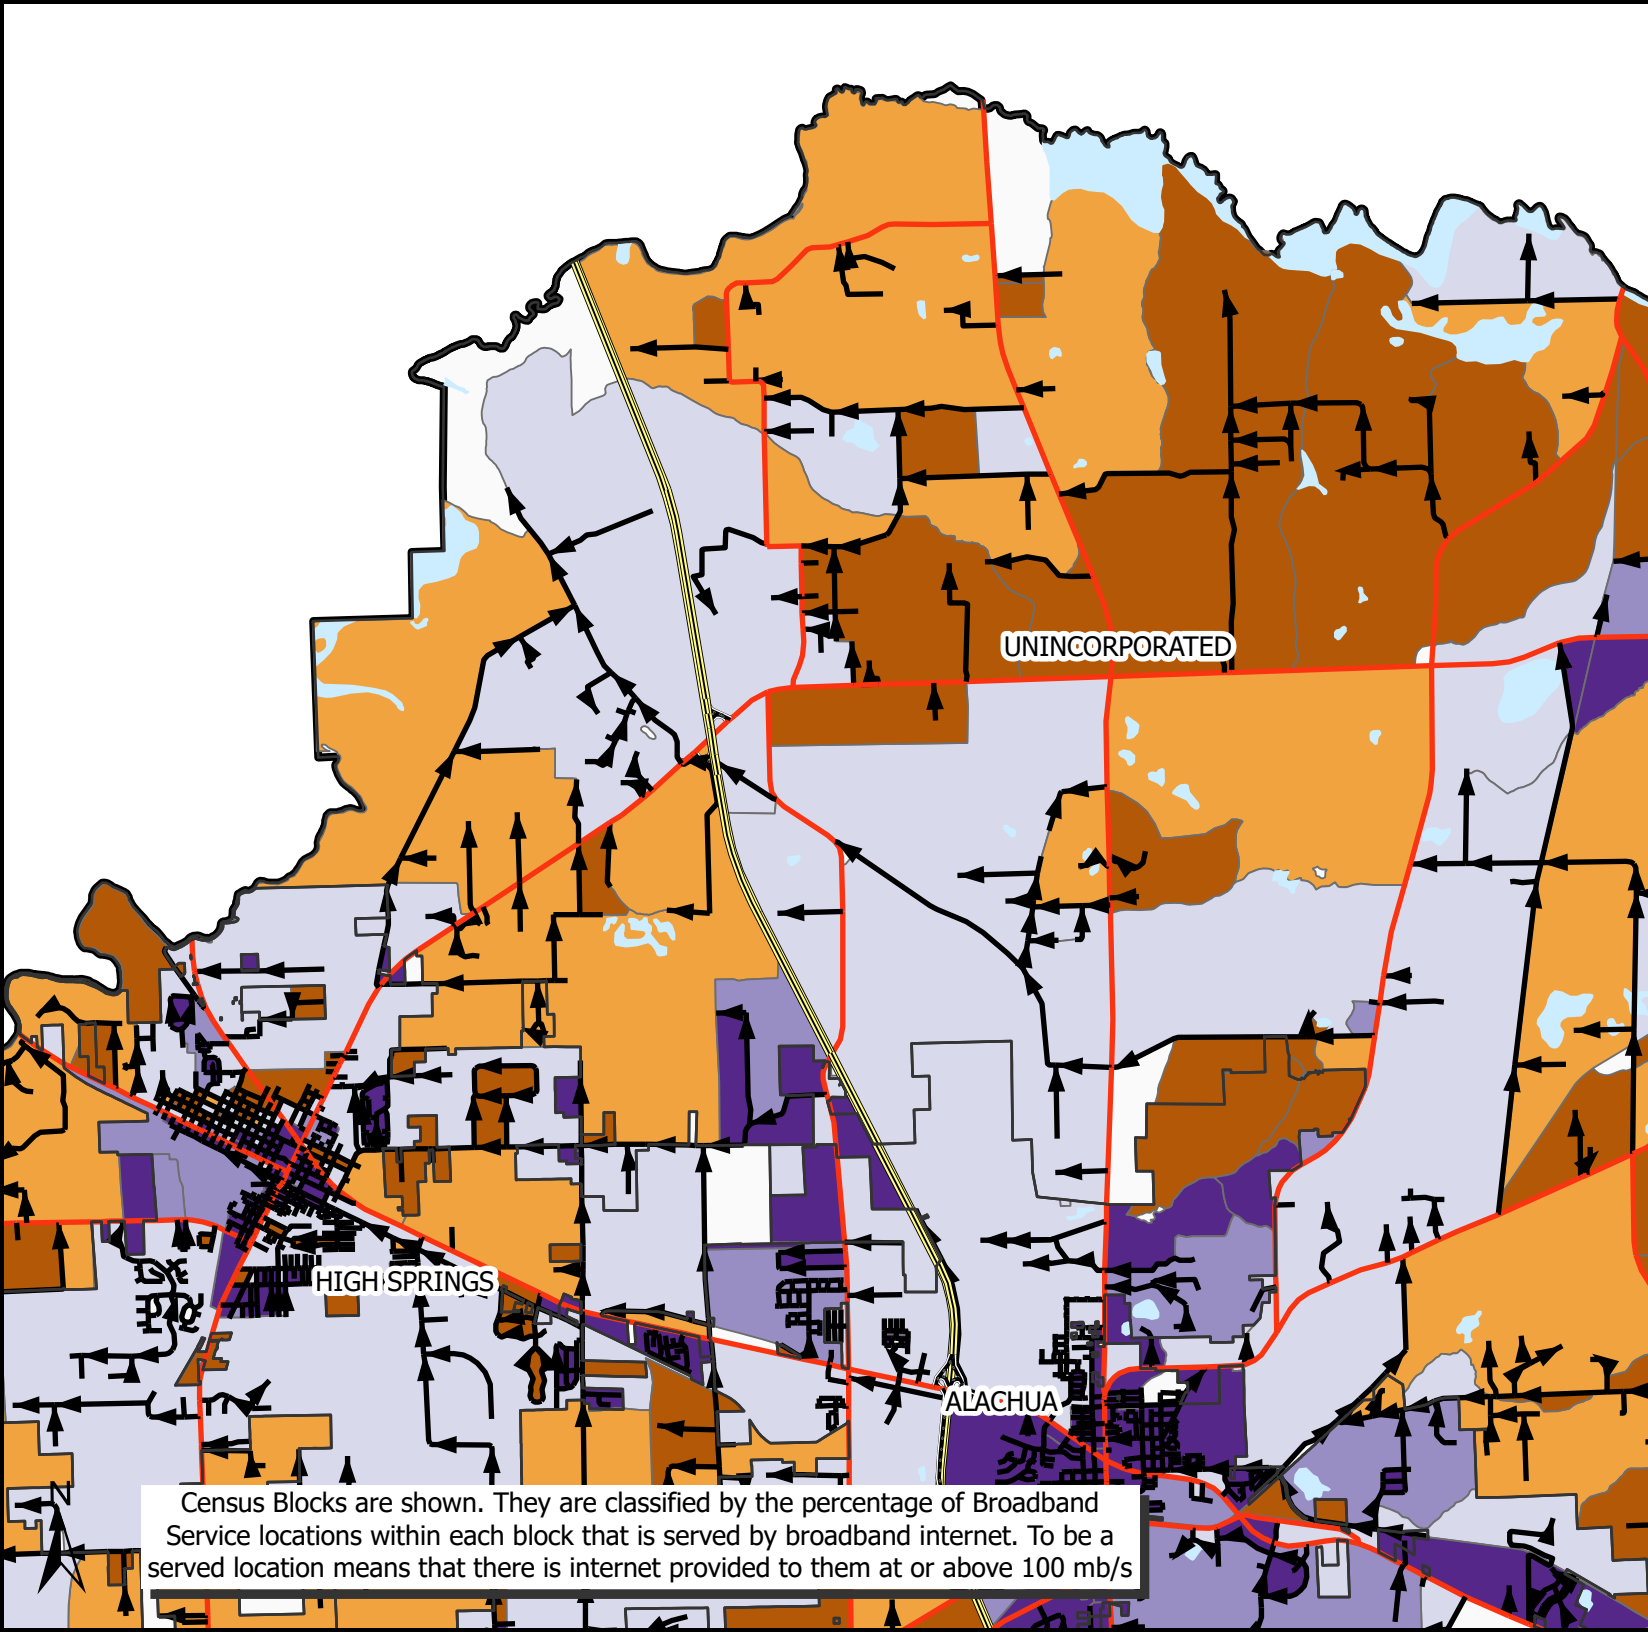 UNINCORPORATED
HIGH SPRINGS
ALACHUA
N
Census Blocks are shown. They are classified by the percentage of Broadband
Service locations within each block that is served by broadband internet. To be a
served location means that there is internet provided to them at or above 100 mb/s